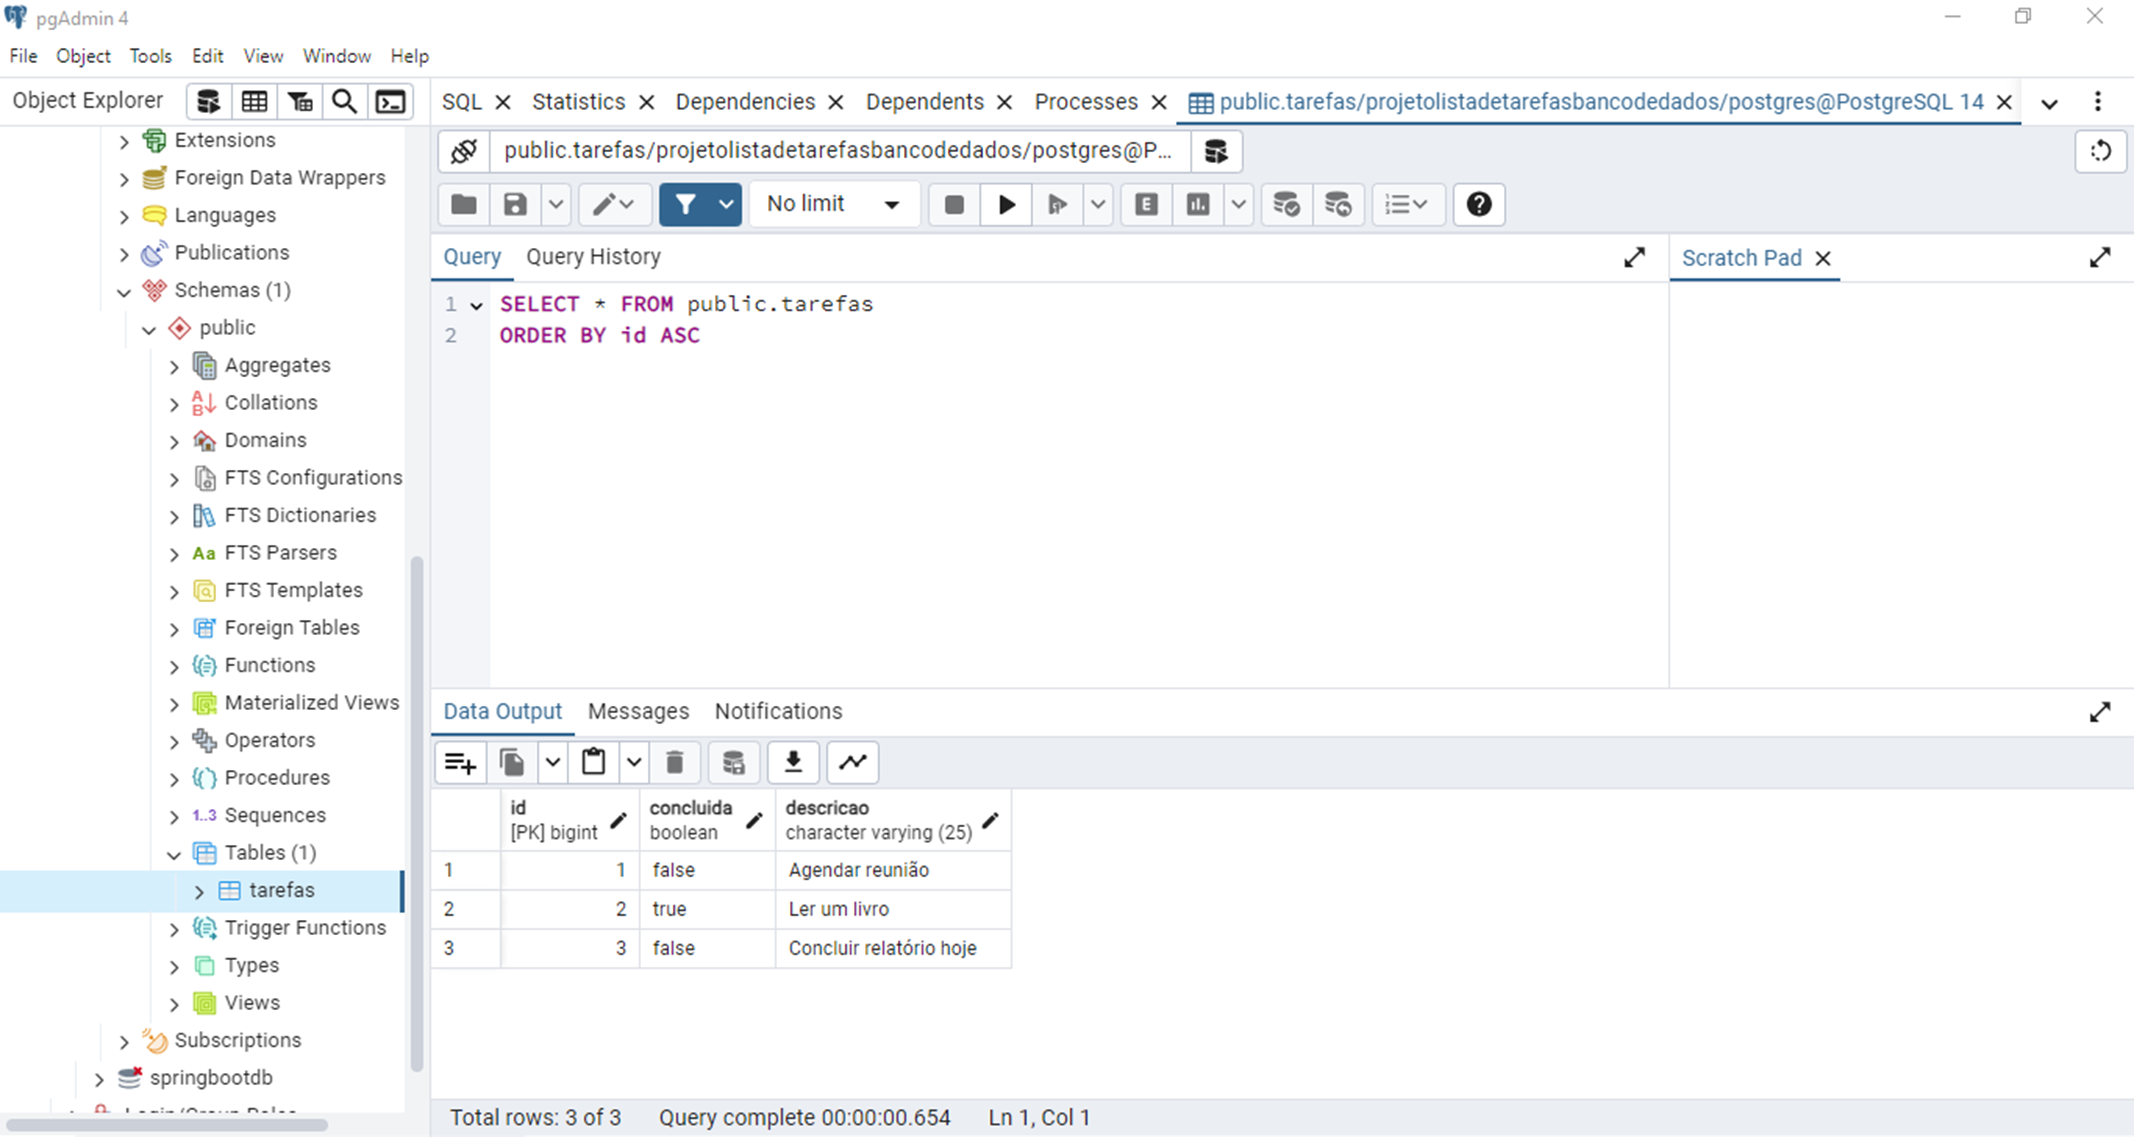 pgAdmin 4
File Object Tools Edit View Window Help
Object Explorer
SQL Statistics Dependencies Dependents Processes public.tarefas/projetolistadetarefasbancodedados/postgres@PostgreSQL 14
Extensions
Foreign Data Wrappers
Languages
Publications
Schemas (1)
public
Aggregates
Collations
Domains
FTS Configurations
FTS Dictionaries
Aa FTS Parsers
FTS Templates
Foreign Tables
Functions
Materialized Views
Operators
Procedures
1..3 Sequences
Tables (1)
tarefas
Trigger Functions
Types
Views
Subscriptions
springbootdb
public.tarefas/projetolistadetarefasbancodedados/postgres@P...
No limit
E
Query Query History
Scratch Pad
1 SELECT * FROM public.tarefas
2 ORDER BY id ASC
Data Output Messages Notifications
id concluida descricao
[PK] bigint boolean character varying (25)
1 1 false Agendar reunião
2 2 true Ler um livro
3 3 false Concluir relatório hoje
Total rows: 3 of 3 Query complete 00:00:00.654 Ln 1, Col 1